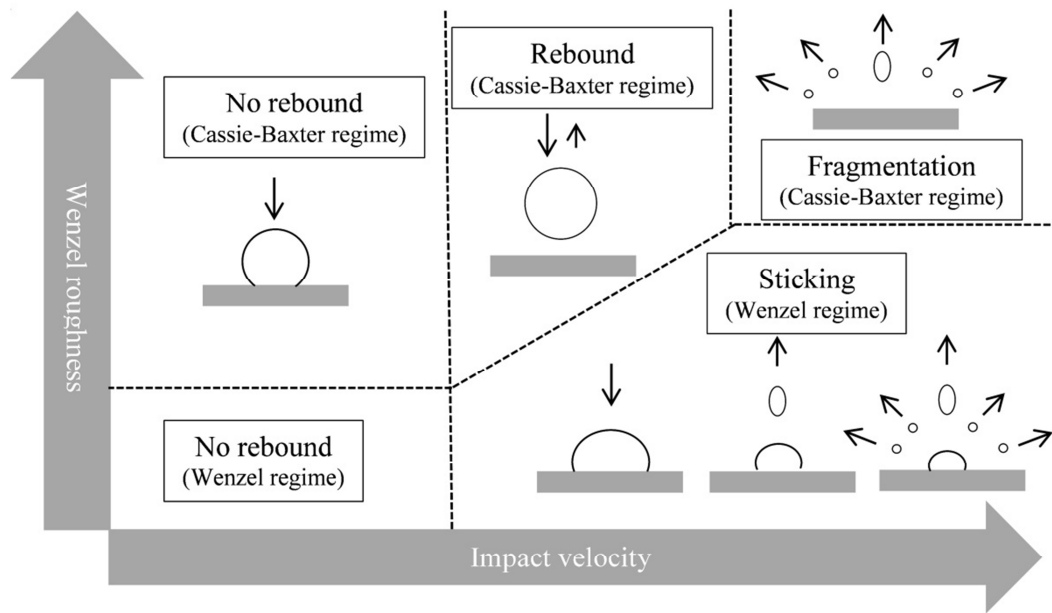 Wenzel roughness
No rebound
(Cassie-Baxter regime)
Rebound
(Cassie-Baxter regime)
Fragmentation
(Cassie-Baxter regime)
Sticking
(Wenzel regime)
No rebound
(Wenzel regime)
Impact velocity